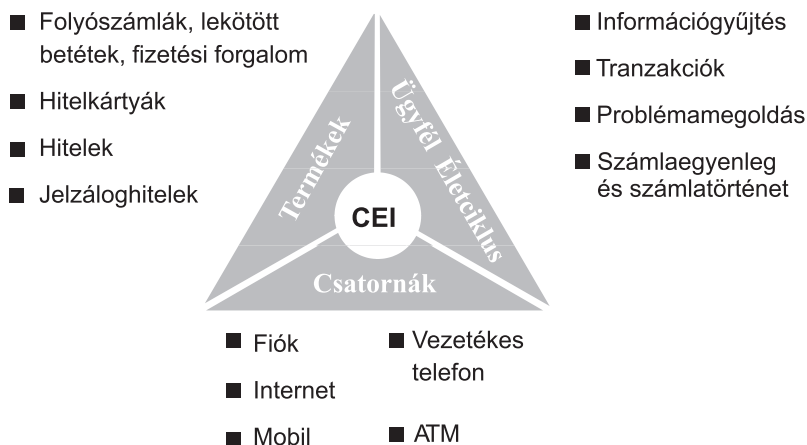 ■ Folyószámlák, lekötött
betétek, fizetési forgalom
■ Hitelkártyák
■ Hitelek
■ Jelzáloghitelek
Termékek
Ügyfél Életciklus
CEI
Csatornák
■ Információgyűjtés
■ Tranzakciók
■ Problémamegoldás
■ Számlaegyenleg
és számlatörténet
■ Fiók
■ Internet
■ Mobil
■ Vezetékes
telefon
■ ATM